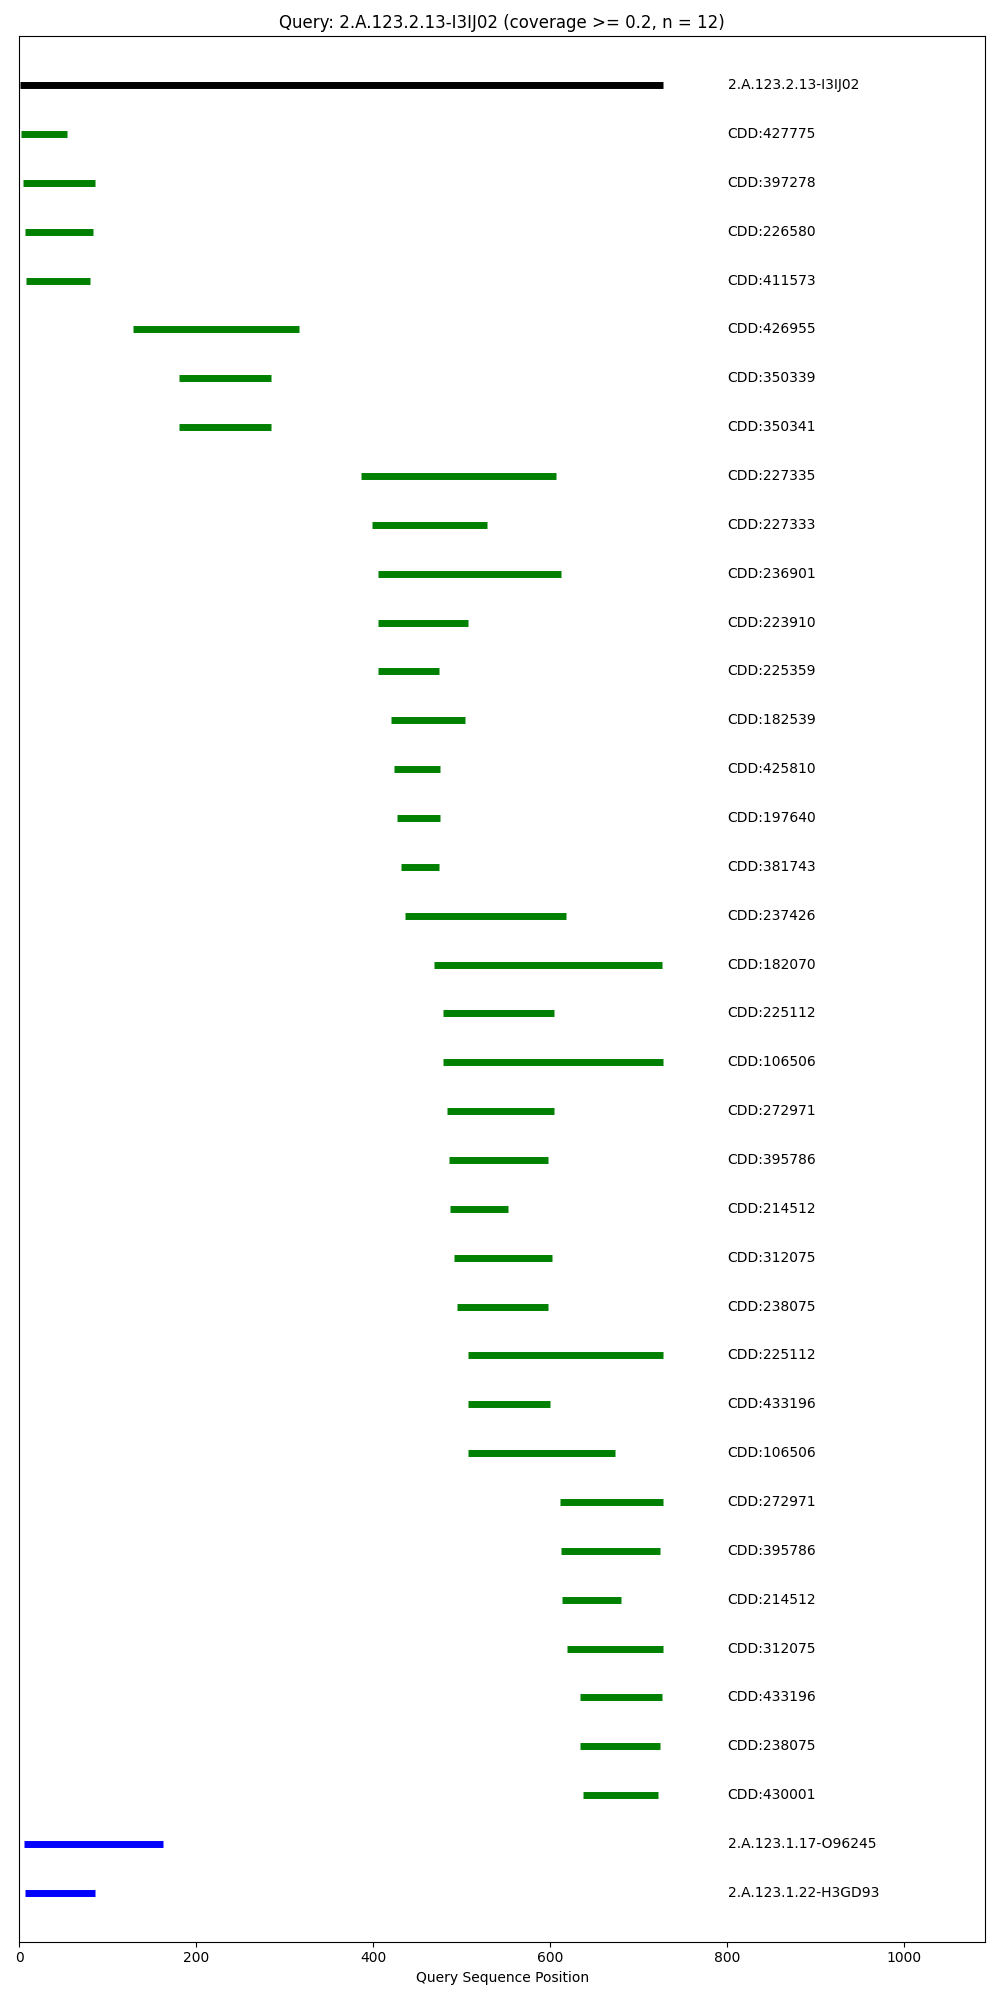 Query: 2.A.123.2.13-I3IJ02 (coverage >= 0.2, n = 12)
2.A.123.2.13-I3IJ02
CDD:427775
CDD:397278
CDD:226580
CDD:411573
CDD:426955
CDD:350339
CDD:350341
CDD:227335
CDD:227333
CDD:236901
CDD:223910
CDD:225359
CDD:182539
CDD:425810
CDD:197640
CDD:381743
CDD:237426
CDD:182070
CDD:225112
CDD:106506
CDD:272971
CDD:395786
CDD:214512
CDD:312075
CDD:238075
CDD:225112
CDD:433196
CDD:106506
CDD:272971
CDD:395786
CDD:214512
CDD:312075
CDD:433196
CDD:238075
CDD:430001
2.A.123.1.17-O96245
2.A.123.1.22-H3GD93
0 200 400 600 800 1000
Query Sequence Position